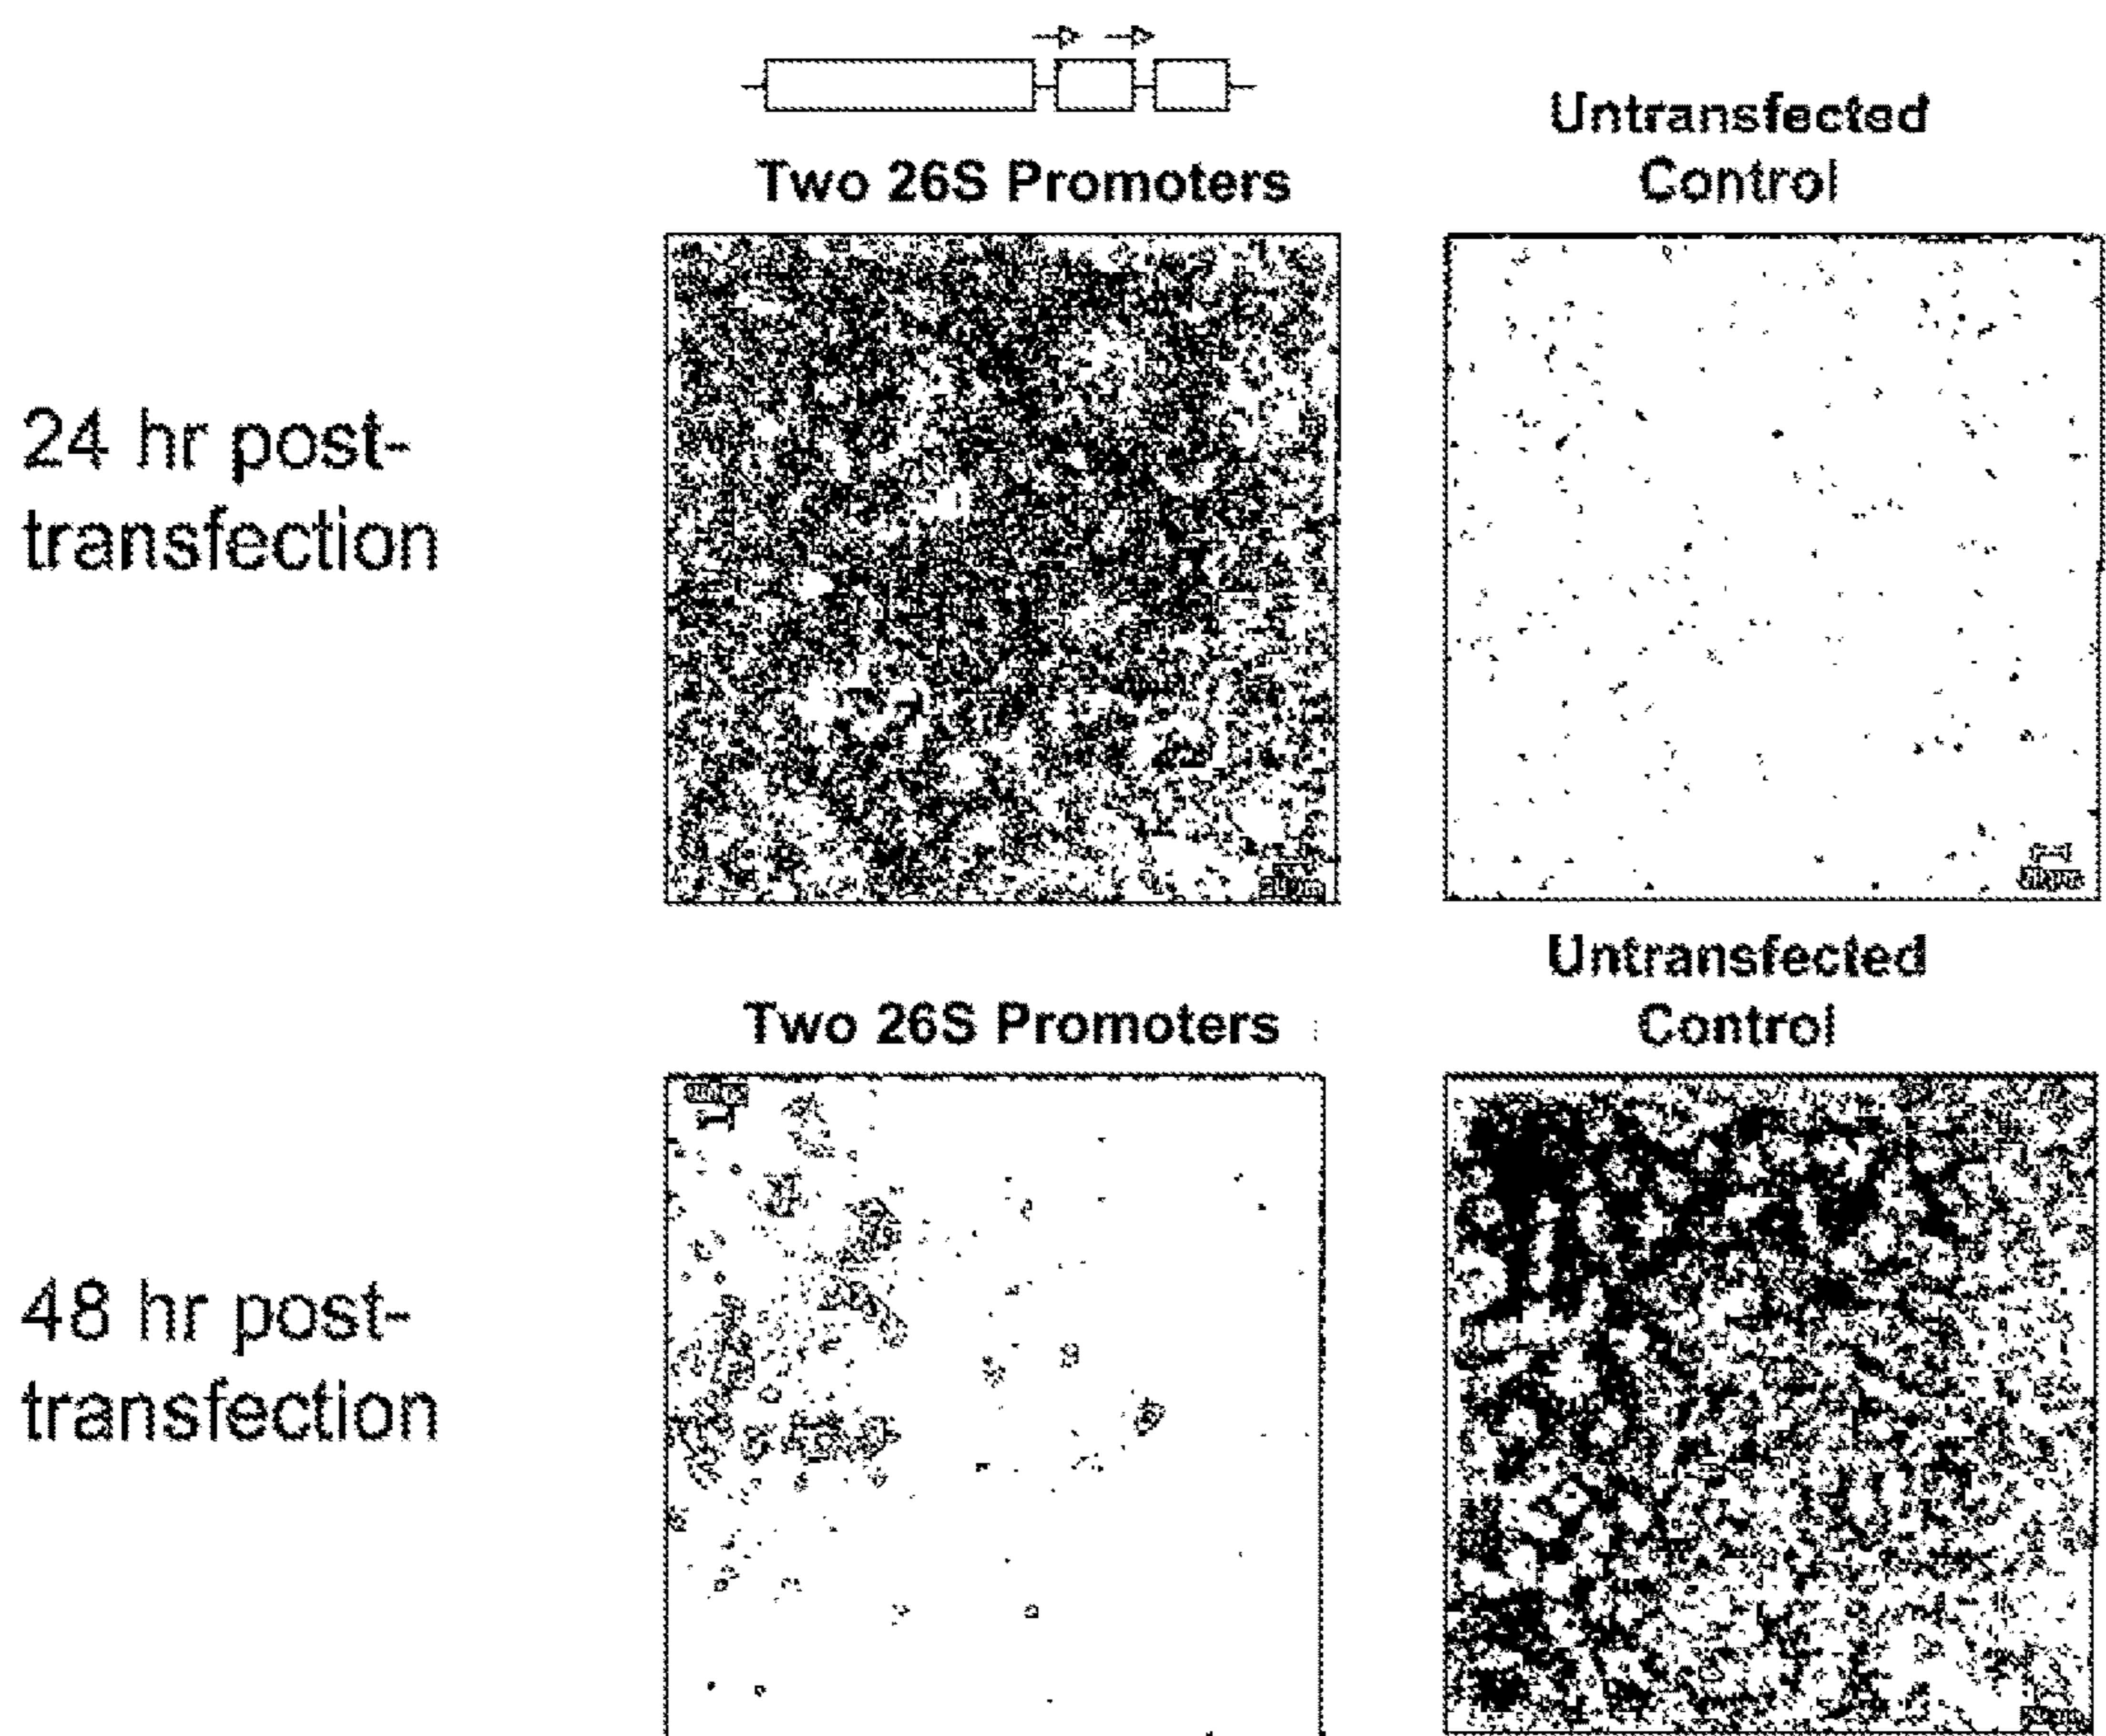 Two 26S Promoters
Untransfected
Control
24 hr post-
transfection
Two 26S Promoters
Untransfected
Control
48 hr post-
transfection